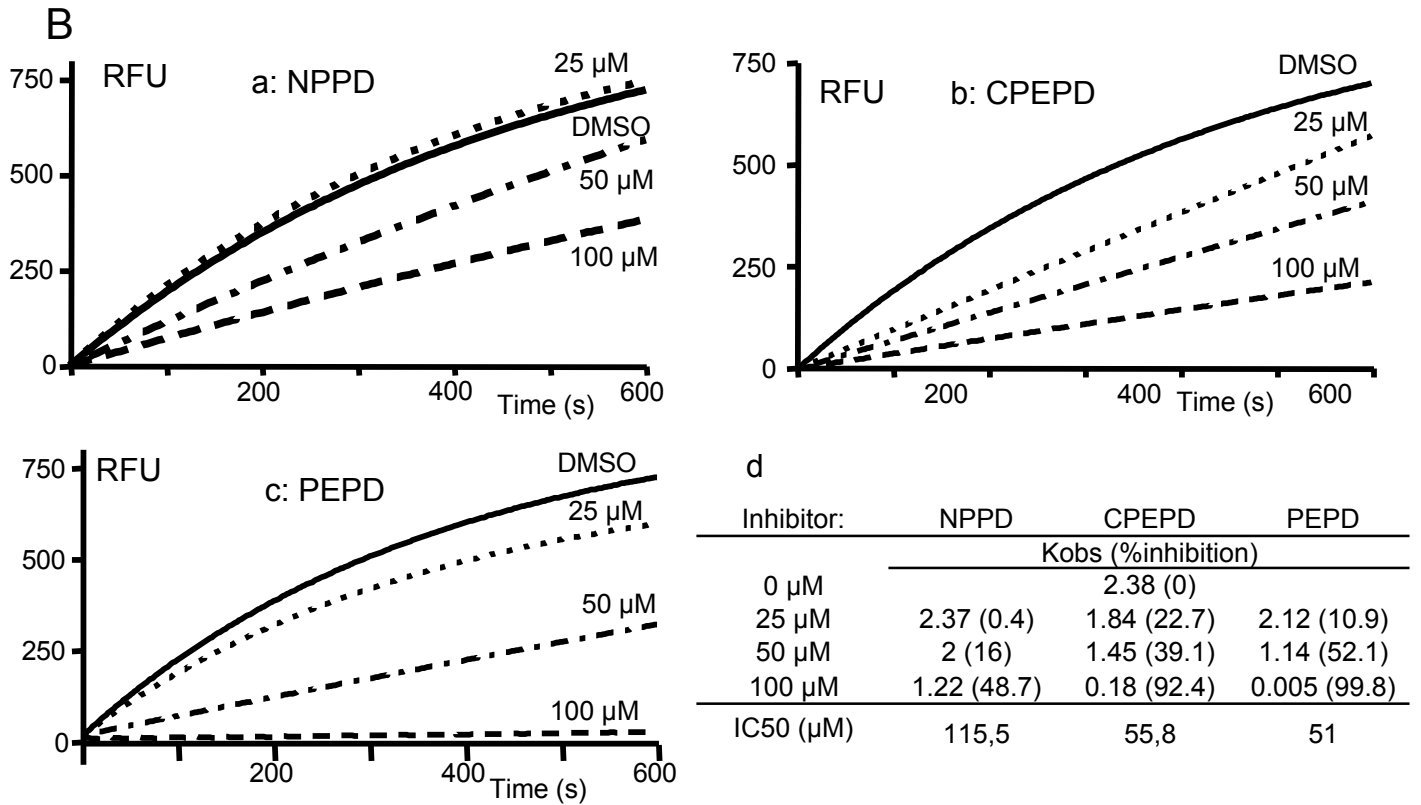 B
RFU
a: NPPD
750
500
250
0
25 µM
DMSO
50 µM
100 µM
200
400
600
Time (s)
RFU
b: CPEPD
750
500
250
0
DMSO
25 µM
50 µM
100 µM
200
400
600
Time (s)
RFU
c: PEPD
750
500
250
0
DMSO
25 µM
50 µM
100 µM
200
400
600
Time (s)
d
Inhibitor: NPPD CPEPD PEPD
Kobs (%inhibition)
0 µM 2.38 (0)
25 µM 2.37 (0.4) 1.84 (22.7) 2.12 (10.9)
50 µM 2 (16) 1.45 (39.1) 1.14 (52.1)
100 µM 1.22 (48.7) 0.18 (92.4) 0.005 (99.8)
IC50 (µM) 115,5 55,8 51